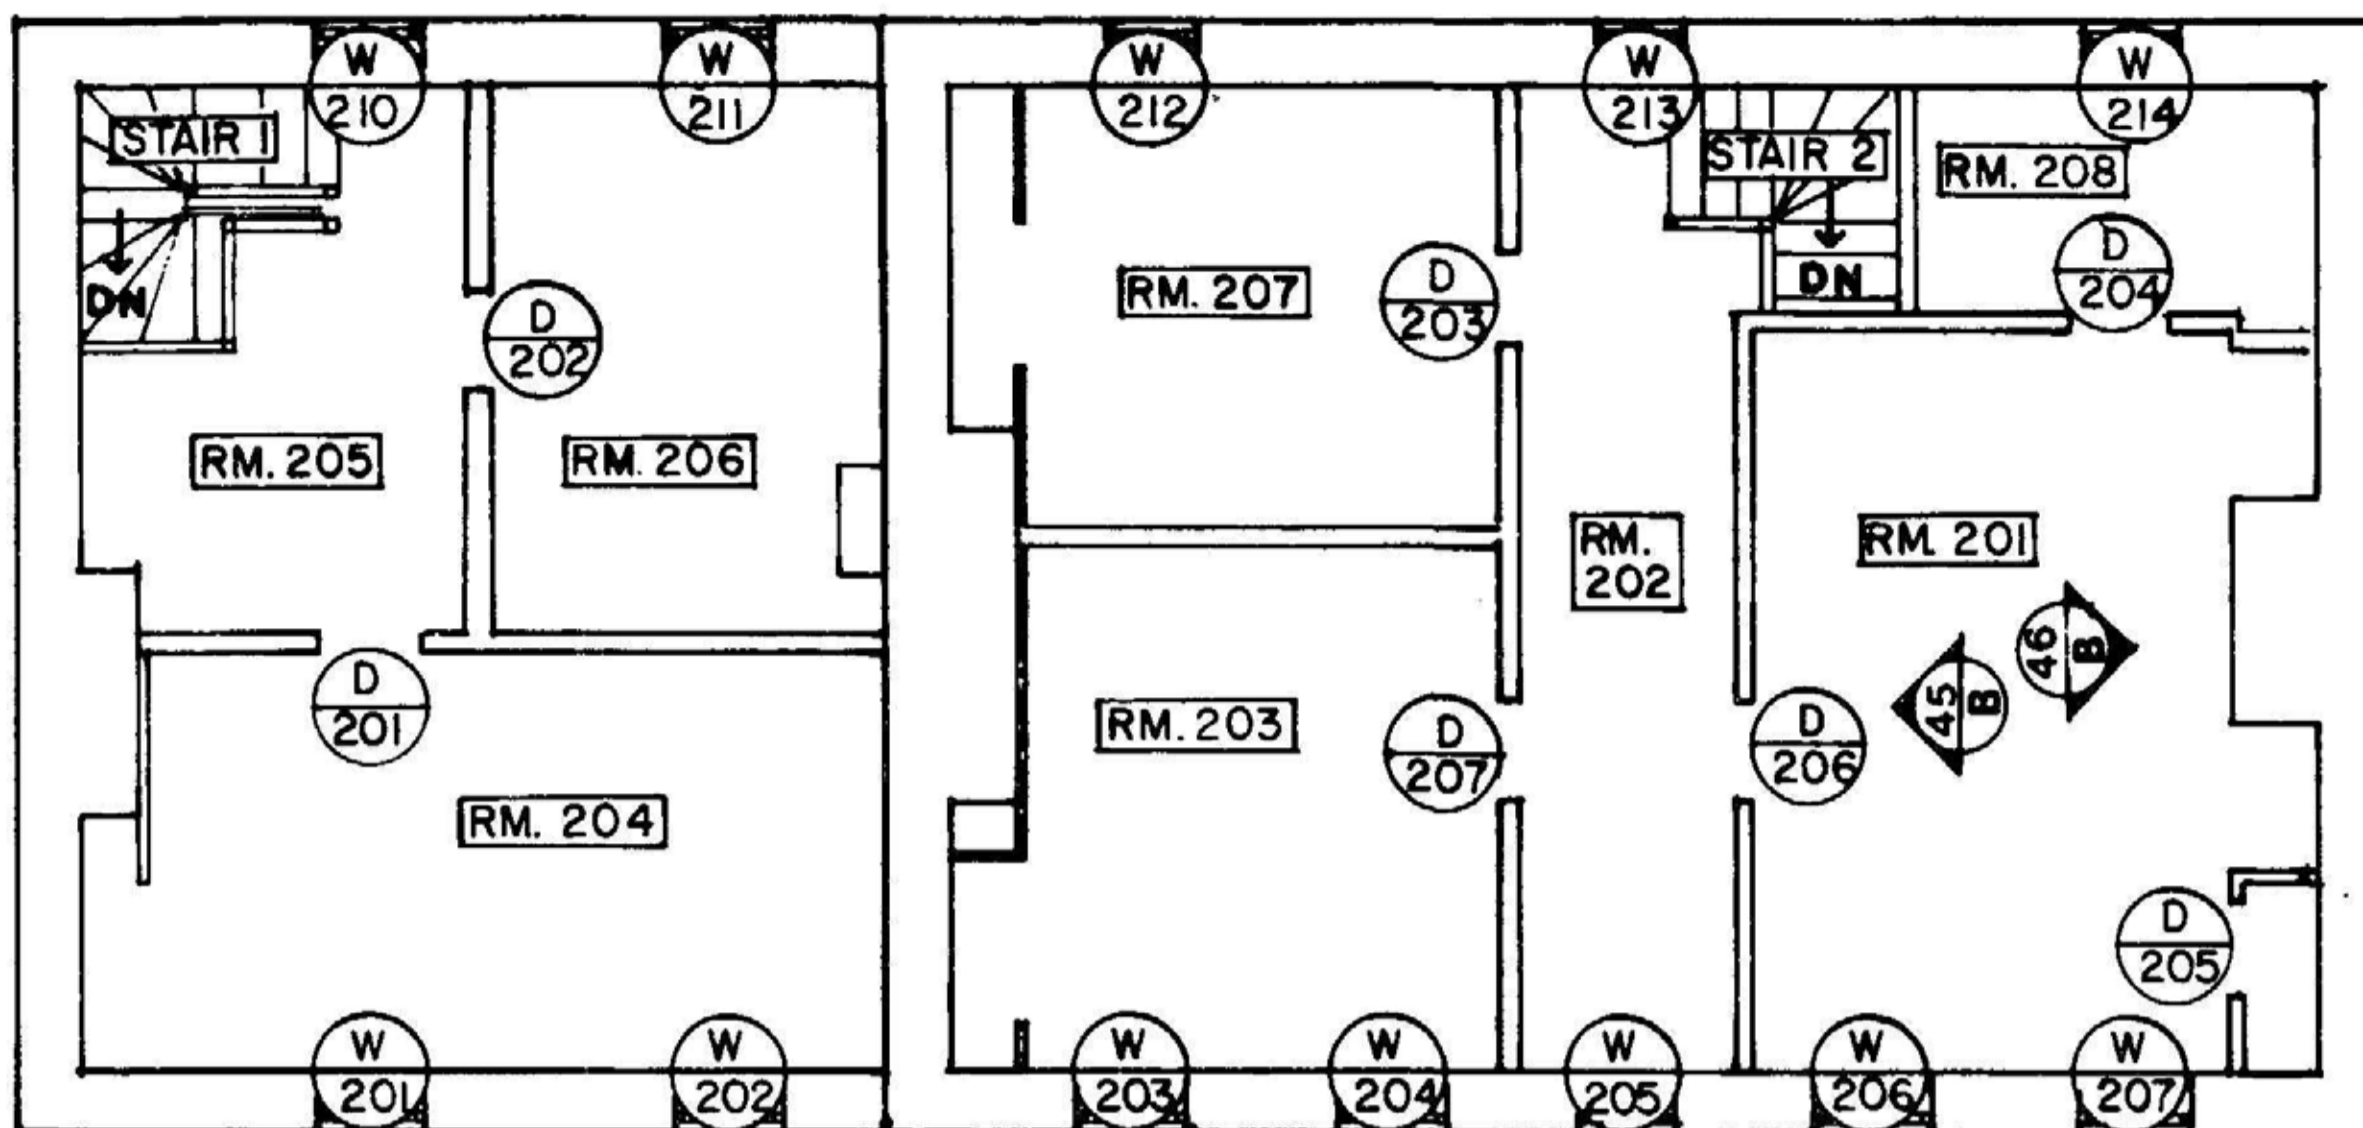 W
210
W
211
W
212
W
213
W
214
STAIR 1
DN
STAIR 2
DN
RM. 208
D
204
D
202
RM. 207
D
203
RM. 205
RM. 206
RM.
202
RM. 201
46
B
45
B
D
201
RM. 203
D
207
D
206
RM. 204
D
205
W
201
W
202
W
203
W
204
W
205
W
206
W
207